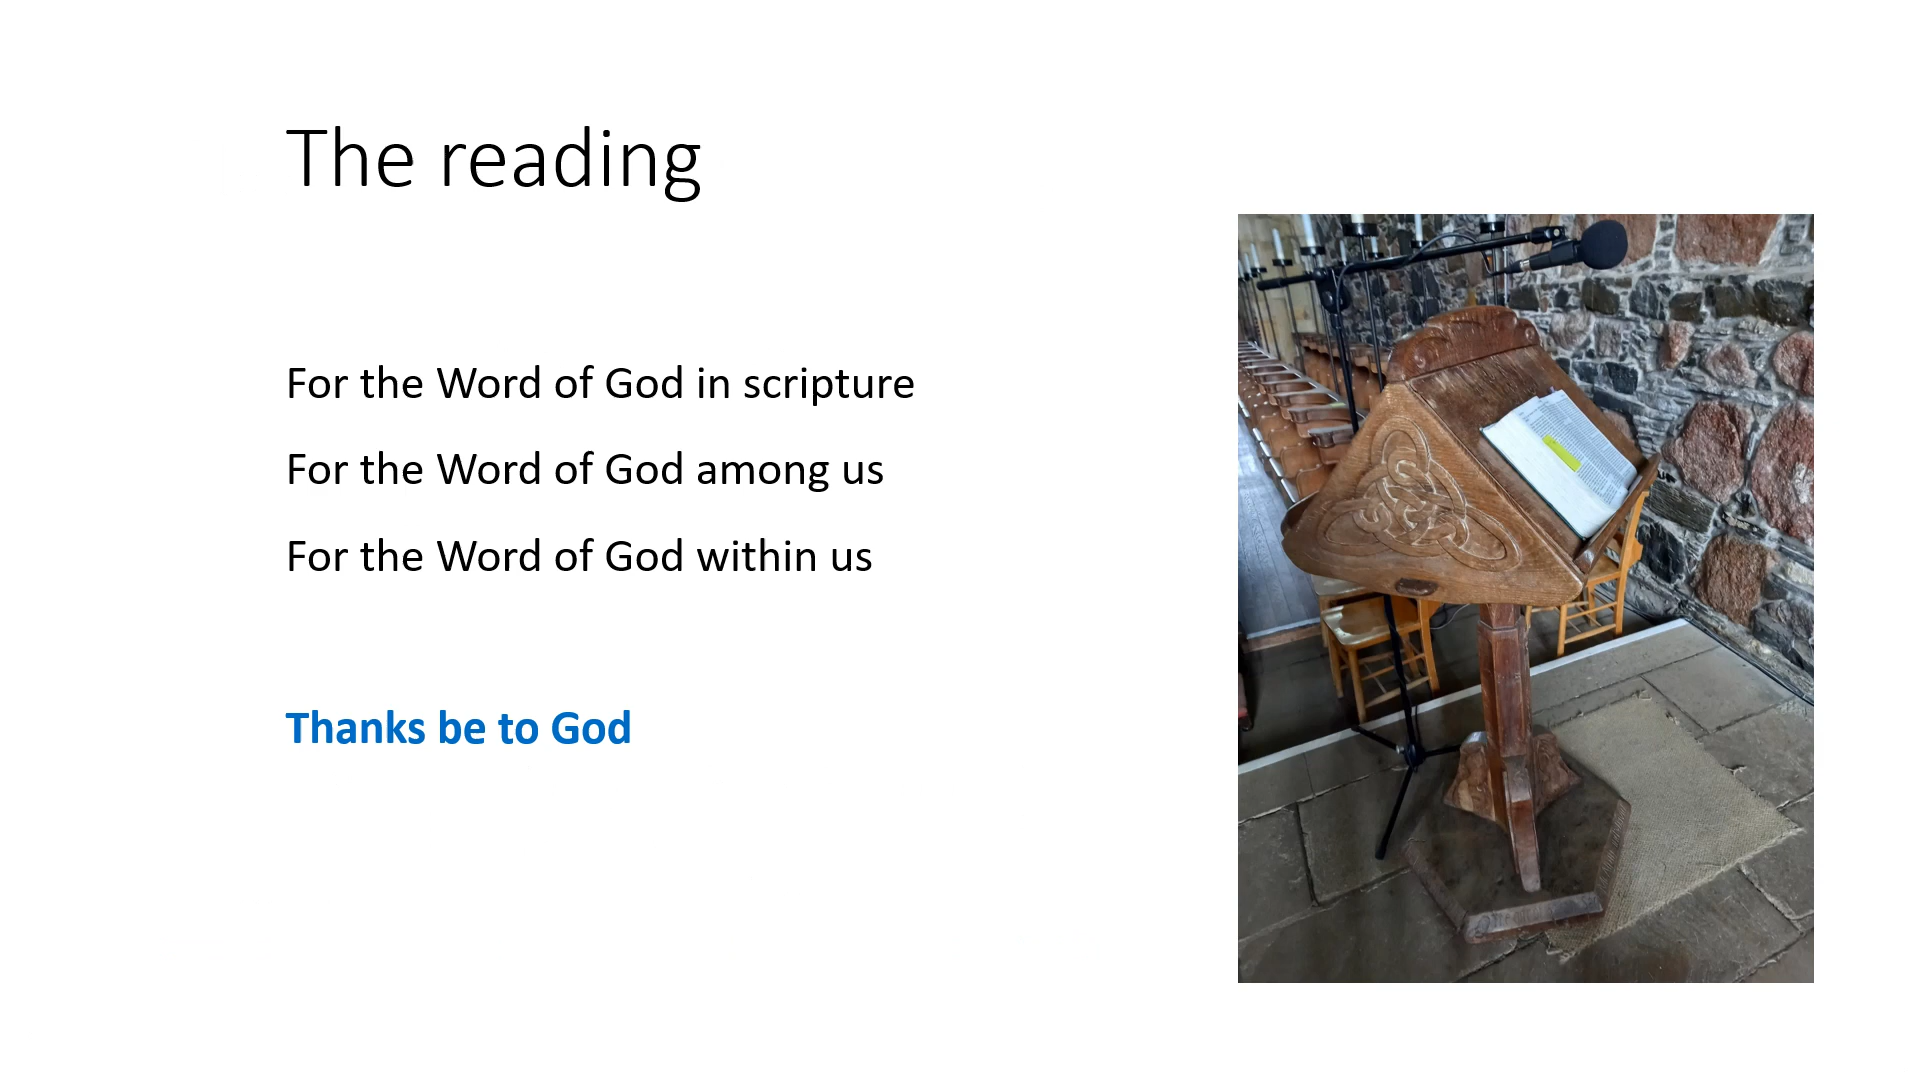 The reading
For the Word of God in scripture
For the Word of God among us
For the Word of God within us
Thanks be to God